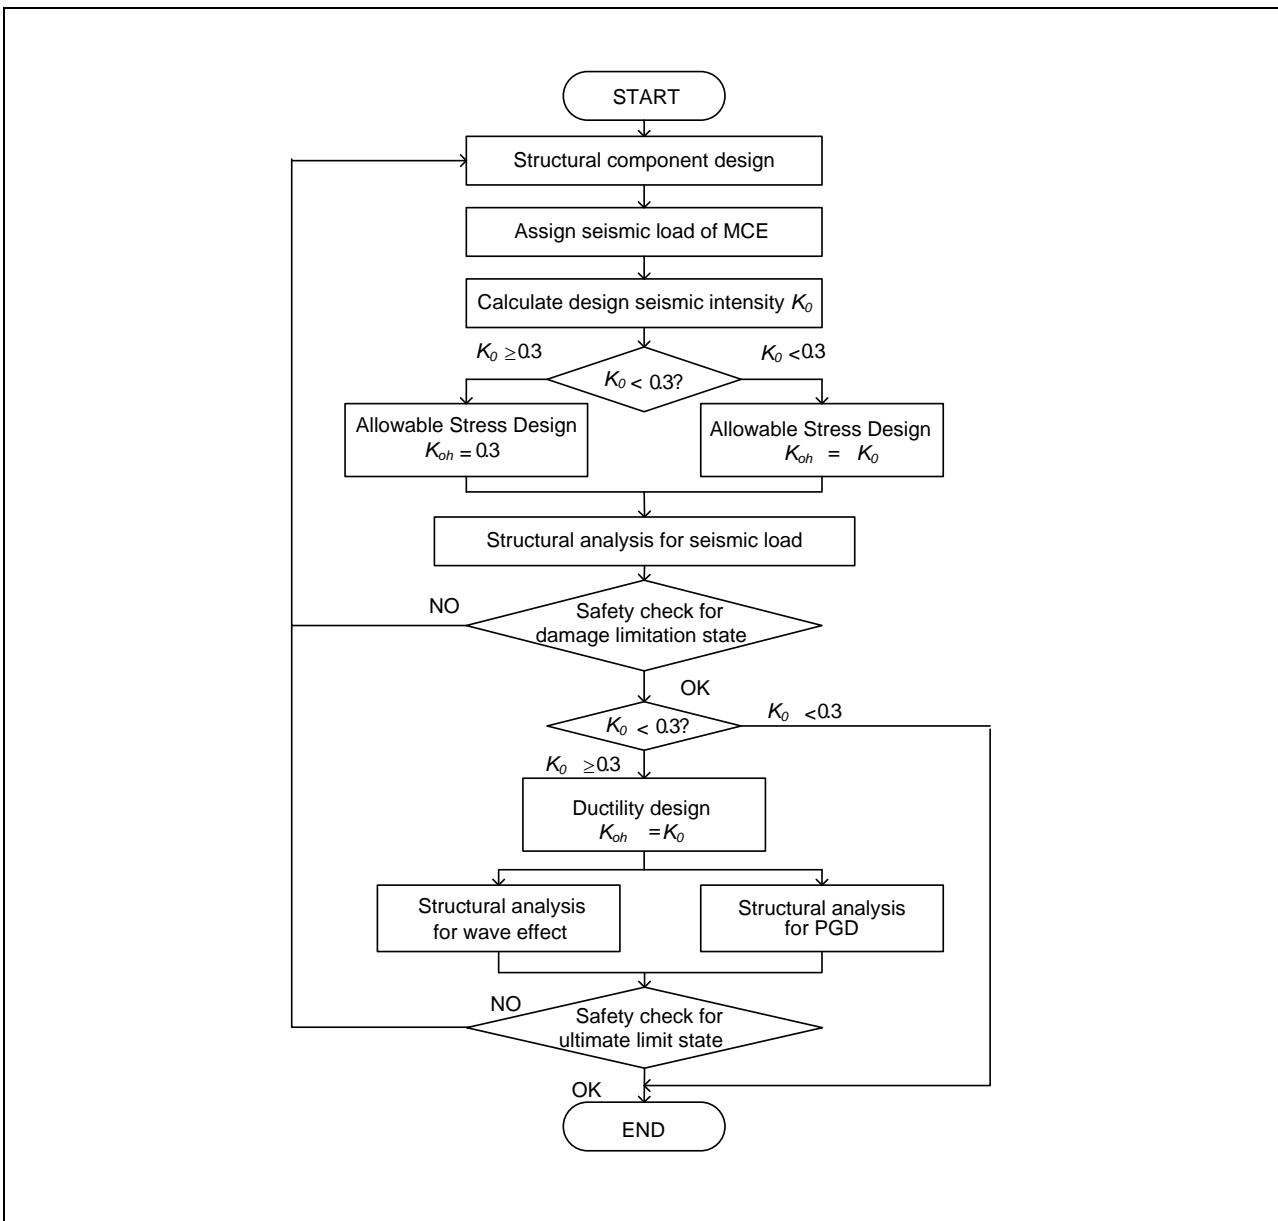 START
Structural component design
Assign seismic load of MCE
Calculate design seismic intensity K0
K0 ≥0.3
K0 <0.3
K0 < 0.3?
Allowable Stress Design
Koh = 0.3
Allowable Stress Design
Koh = K0
Structural analysis for seismic load
NO
Safety check for
damage limitation state
OK
K0 < 0.3?
K0 <0.3
K0 ≥0.3
Ductility design
Koh =K0
Structural analysis
for wave effect
Structural analysis
for PGD
NO
Safety check for
ultimate limit state
OK
END